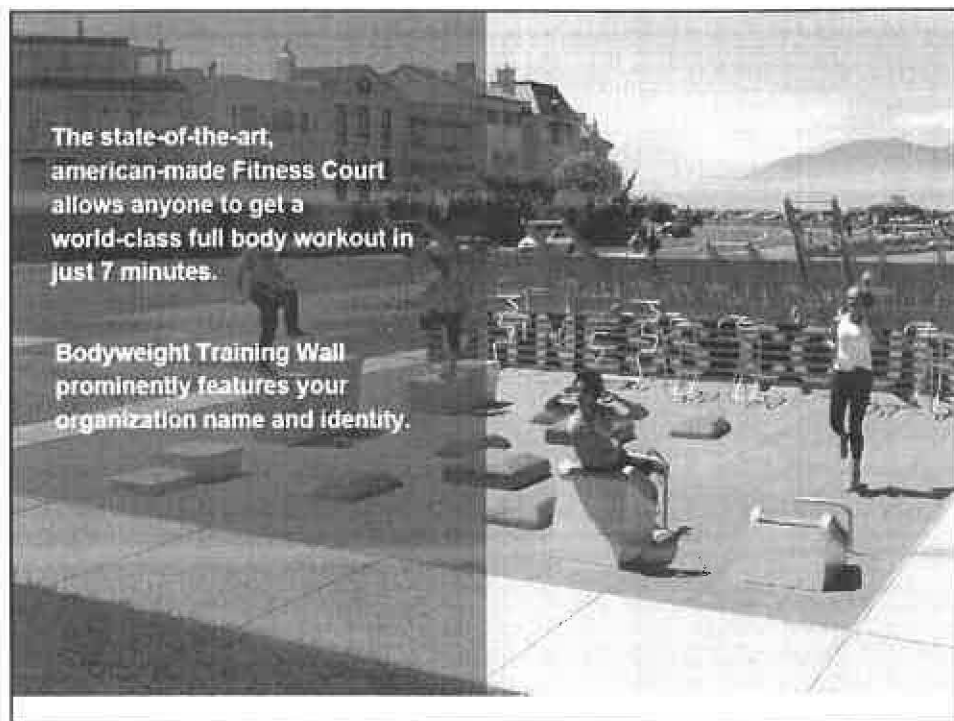 The state-of-the-art,
american-made Fitness Court
allows anyone to get a
world-class full body workout in
just 7 minutes.
Bodyweight Training Wall
prominently features your
organization name and identity.